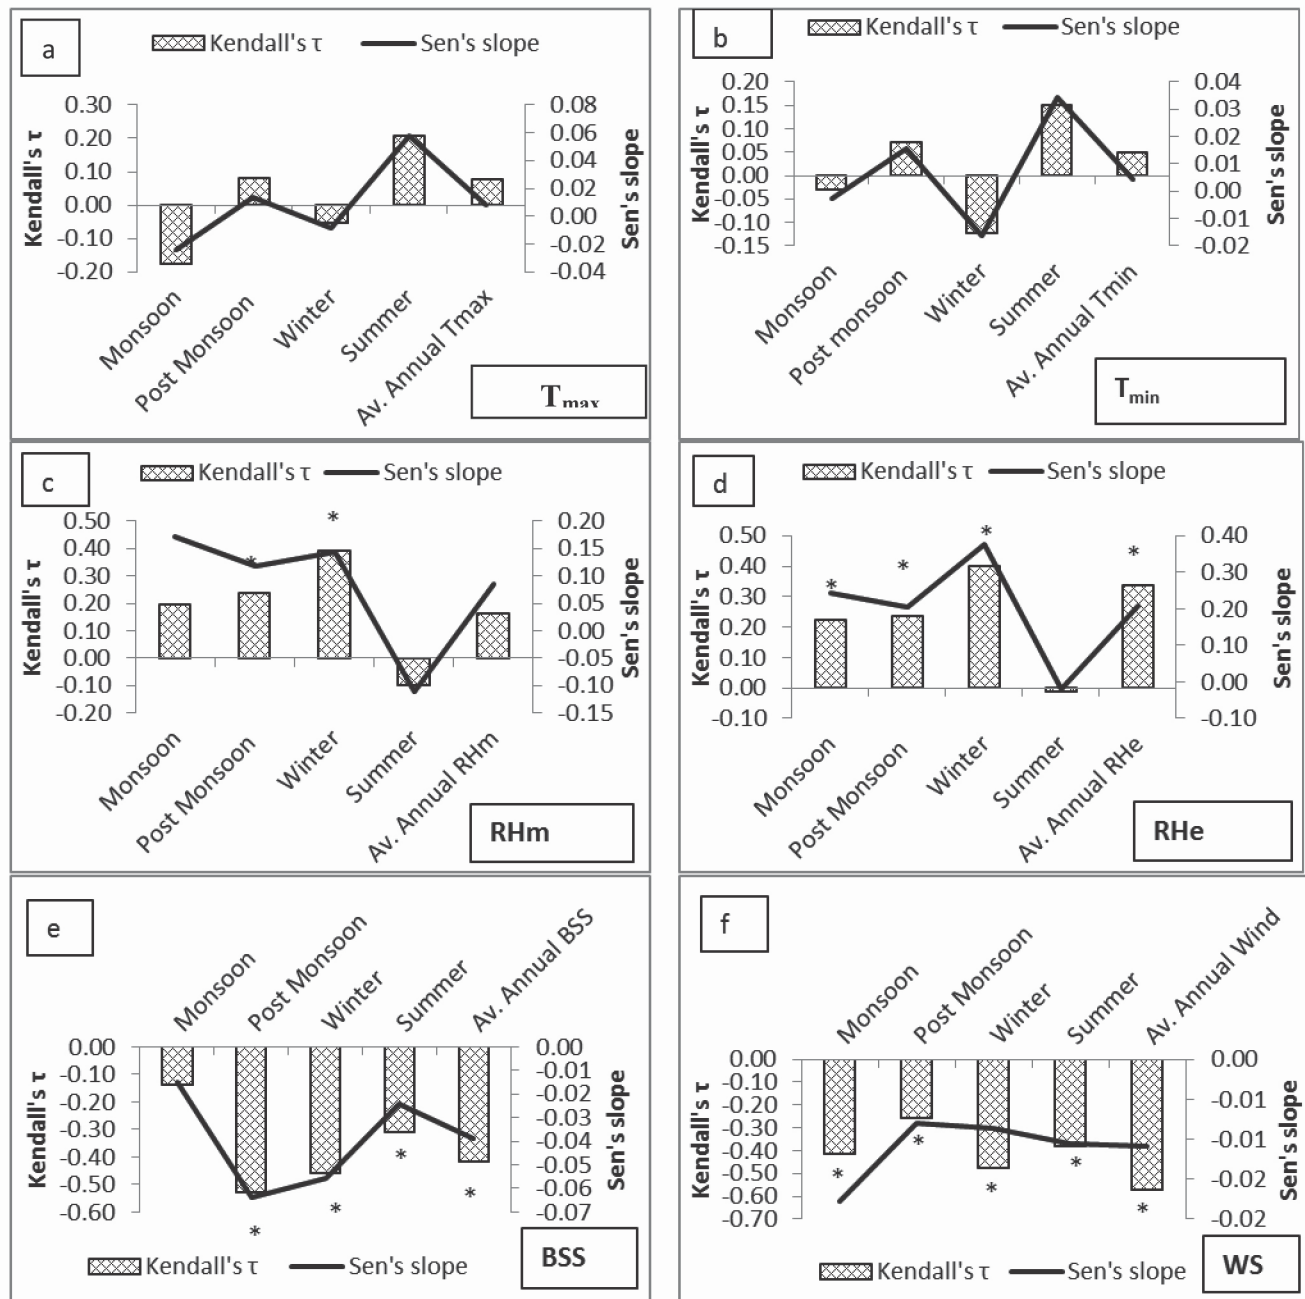 a
Kendall's τ
Sen's slope
Kendall's τ
0.30
0.20
0.10
0.00
-0.10
-0.20
0.08
0.06
0.04
0.02
0.00
-0.02
-0.04
Sen's slope
Monsoon
Post Monsoon
Winter
Summer
Av. Annual Tmax
Tmax
b
Kendall's τ
Sen's slope
Kendall's τ
0.20
0.15
0.10
0.05
0.00
-0.05
-0.10
-0.15
0.04
0.03
0.02
0.01
0.00
-0.01
-0.02
Sen's slope
Monsoon
Post monsoon
Winter
Summer
Av. Annual Tmin
Tmin
c
Kendall's τ
Sen's slope
Kendall's τ
0.50
0.40
0.30
0.20
0.10
0.00
-0.10
-0.20
*
*
0.20
0.15
0.10
0.05
0.00
-0.05
-0.10
-0.15
Sen's slope
Monsoon
Post Monsoon
Winter
Summer
Av. Annual RHm
RHm
d
Kendall's τ
Sen's slope
Kendall's τ
0.50
0.40
0.30
0.20
0.10
0.00
-0.10
*
*
*
*
0.40
0.30
0.20
0.10
0.00
-0.10
Sen's slope
Monsoon
Post Monsoon
Winter
Summer
Av. Annual RHe
RHe
e
Monsoon
Post Monsoon
Winter
Summer
Av. Annual BSS
Kendall's τ
0.00
-0.10
-0.20
-0.30
-0.40
-0.50
-0.60
*
*
*
*
0.00
-0.01
-0.02
-0.03
-0.04
-0.05
-0.06
-0.07
Sen's slope
Kendall's τ
Sen's slope
BSS
f
Monsoon
Post Monsoon
Winter
Summer
Av. Annual Wind
Kendall's τ
0.00
-0.10
-0.20
-0.30
-0.40
-0.50
-0.60
-0.70
*
*
*
*
*
0.00
-0.01
-0.01
-0.02
-0.02
Sen's slope
Kendall's τ
Sen's slope
WS